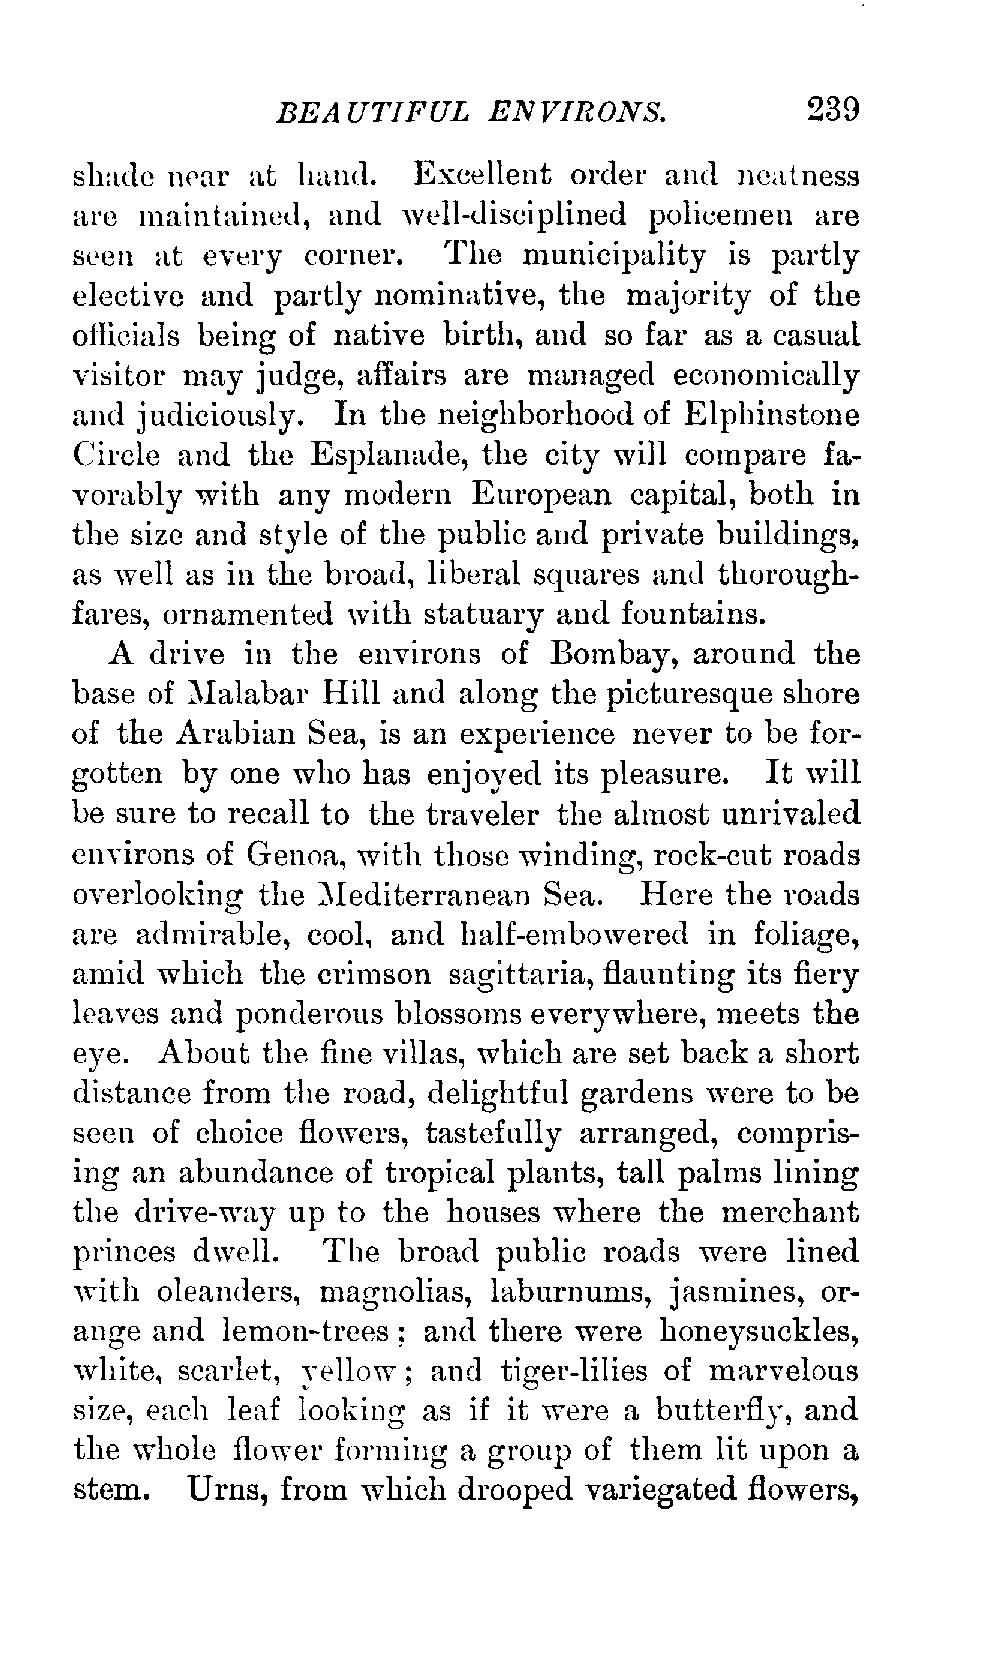 BEAUTIFUL ENVIRONS. 239
shade near at hand. Excellent order and neatness
are maintained, and well-disciplined policemen are
seen at every corner. The municipality is partly
elective and partly nominative, the majority of the
officials being of native birth, and so far as a casual
visitor may judge, affairs are managed economically
and judiciously. In the neighborhood of Elphinstone
Circle and the Esplanade, the city will compare fa-
vorably with any modern European capital, both in
the size and style of the public and private buildings,
as well as in the broad, liberal squares and thorough-
fares, ornamented with statuary and fountains.
A drive in the environs of Bombay, around the
base of Malabar Hill and along the picturesque shore
of the Arabian Sea, is an experience never to be for-
gotten by one who has enjoyed its pleasure. It will
be sure to recall to the traveler the almost unrivaled
environs of Genoa, with those winding, rock-cut roads
overlooking the Mediterranean Sea. Here the roads
are admirable, cool, and half-embowered in foliage,
amid which the crimson sagittaria, flaunting its fiery
leaves and ponderous blossoms everywhere, meets the
eye. About the fine villas, which are set back a short
distance from the road, delightful gardens were to be
seen of choice flowers, tastefully arranged, compris-
ing an abundance of tropical plants, tall palms lining
the drive-way up to the houses where the merchant
princes dwell. The broad public roads were lined
with oleanders, magnolias, laburnums, jasmines, or-
ange and lemon-trees; and there were honeysuckles,
white, scarlet, yellow; and tiger-lilies of marvelous
size, each leaf looking as if it were a butterfly, and
the whole flower forming a group of them lit upon a
stem. Urns, from which drooped variegated flowers,